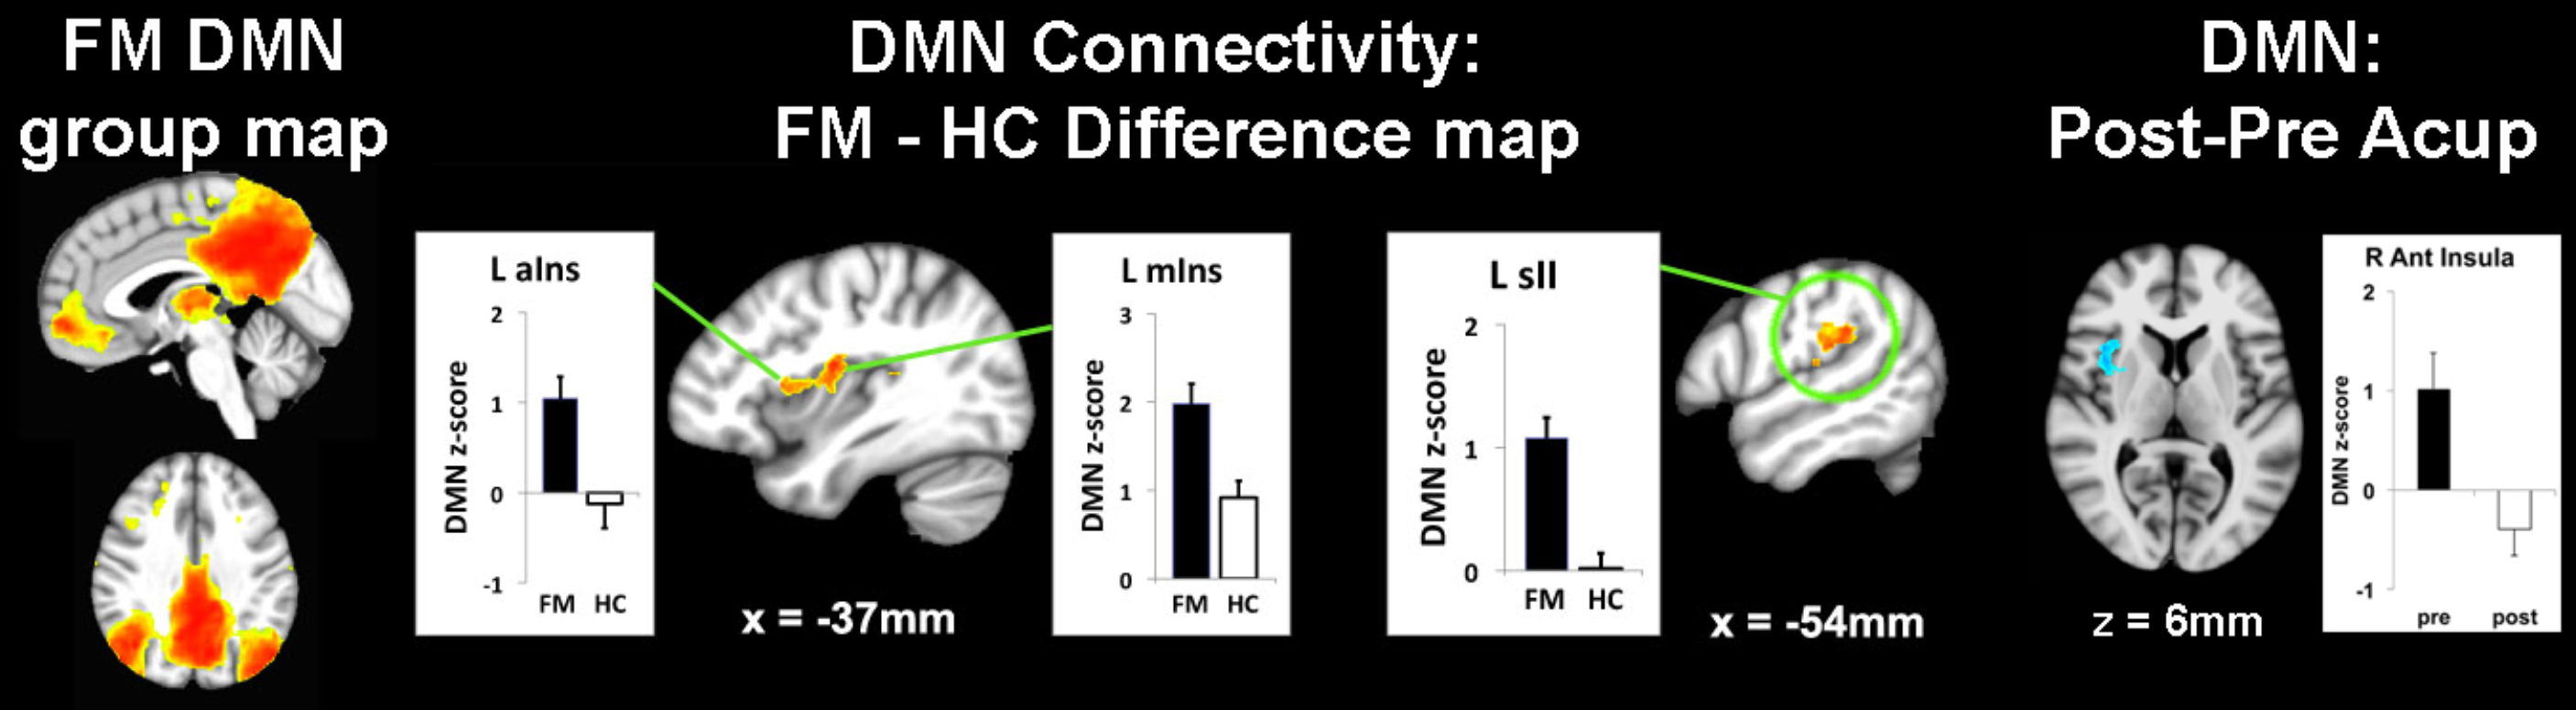 FM DMN
group map
DMN Connectivity:
FM - HC Difference map
DMN:
Post-Pre Acup
L aIns
DMN z-score
2
1
0
-1
FM HC
x = -37mm
L mIns
DMN z-score
3
2
1
0
FM HC
L sII
DMN z-score
2
1
0
FM HC
x = -54mm
z = 6mm
R Ant Insula
DMN z-score
2
1
0
-1
pre post